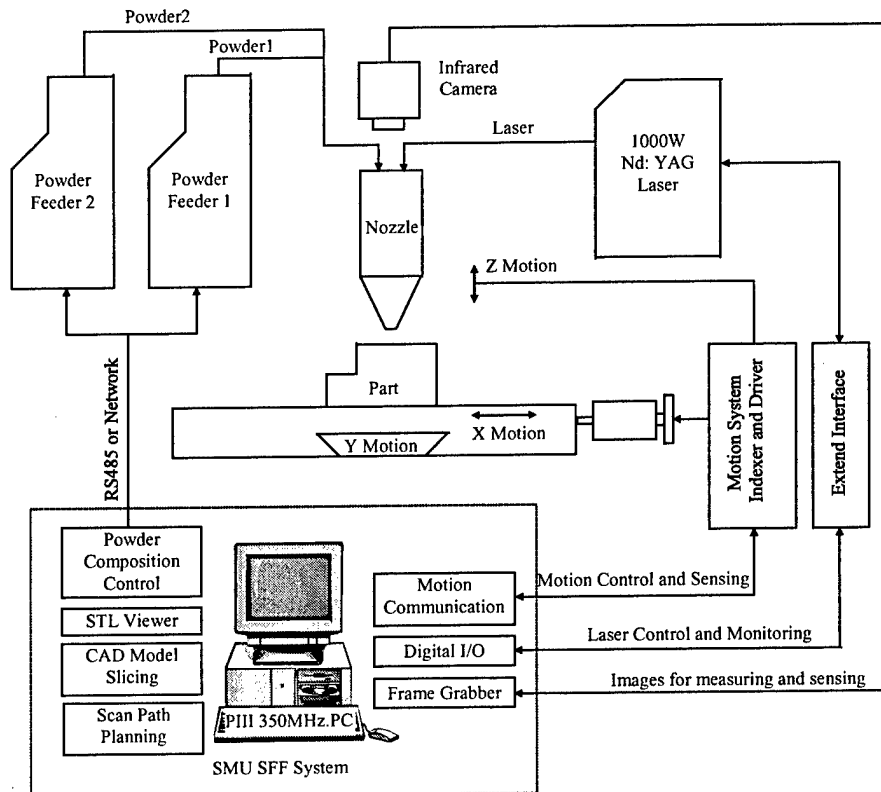 Powder2
Powder1
Infrared
Camera
Laser
1000W
Nd: YAG
Laser
Powder
Feeder 2
Powder
Feeder 1
Nozzle
Z Motion
Part
X Motion
Y Motion
Motion System
Indexer and Driver
Extend Interface
RS485 or Network
Powder
Composition
Control
STL Viewer
CAD Model
Slicing
Scan Path
Planning
PIII 350MHz.PC
SMU SFF System
Motion
Communication
Digital I/O
Frame Grabber
Motion Control and Sensing
Laser Control and Monitoring
Images for measuring and sensing